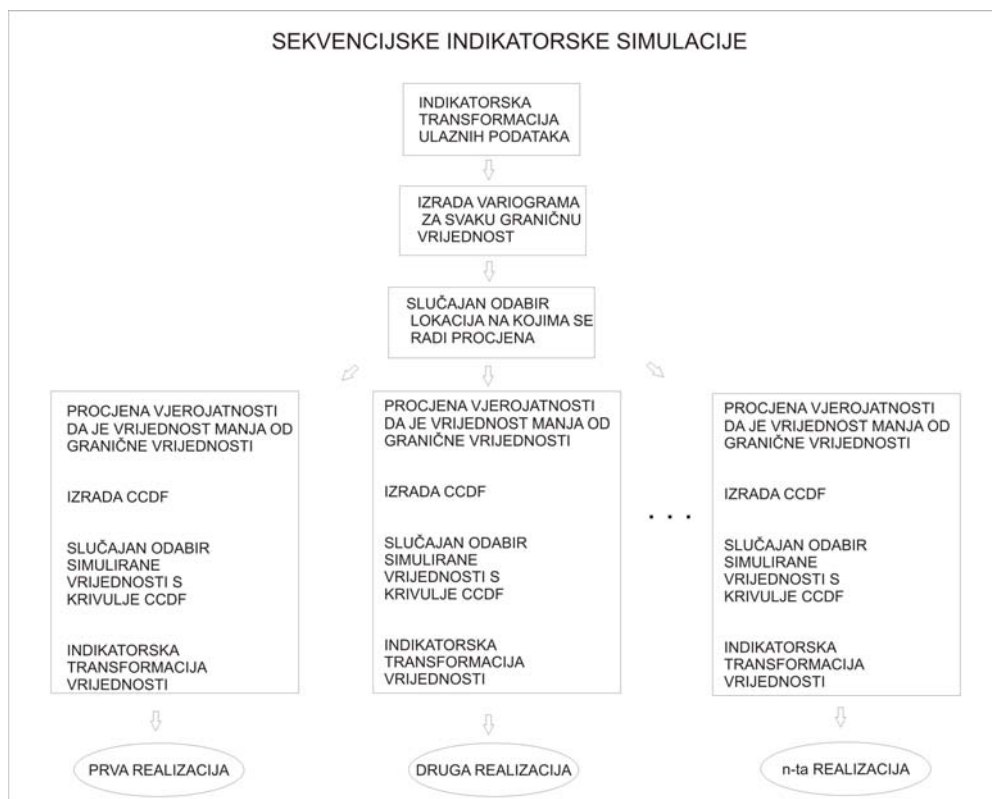 SEKVENCIJSKE INDIKATORSKE SIMULACIJE
INDIKATORSKA
TRANSFORMACIJA
ULAZNIH PODATAKA
IZRADA VARIOGRAMA
ZA SVAKU GRANIČNU
VRIJEDNOST
SLUČAJAN ODABIR
LOKACIJA NA KOJIMA SE
RADI PROCJENA
PROCJENA VJEROJATNOSTI
DA JE VRIJEDNOST MANJA OD
GRANIČNE VRIJEDNOSTI
IZRADA CCDF
SLUČAJAN ODABIR
SIMULIRANE
VRIJEDNOSTI S
KRIVULJE CCDF
INDIKATORSKA
TRANSFORMACIJA
VRIJEDNOSTI
PRVA REALIZACIJA
PROCJENA VJEROJATNOSTI
DA JE VRIJEDNOST MANJA OD
GRANIČNE VRIJEDNOSTI
IZRADA CCDF
SLUČAJAN ODABIR
SIMULIRANE
VRIJEDNOSTI S
KRIVULJE CCDF
INDIKATORSKA
TRANSFORMACIJA
VRIJEDNOSTI
DRUGA REALIZACIJA
. . .
PROCJENA VJEROJATNOSTI
DA JE VRIJEDNOST MANJA OD
GRANIČNE VRIJEDNOSTI
IZRADA CCDF
SLUČAJAN ODABIR
SIMULIRANE
VRIJEDNOSTI S
KRIVULJE CCDF
INDIKATORSKA
TRANSFORMACIJA
VRIJEDNOSTI
n-ta REALIZACIJA